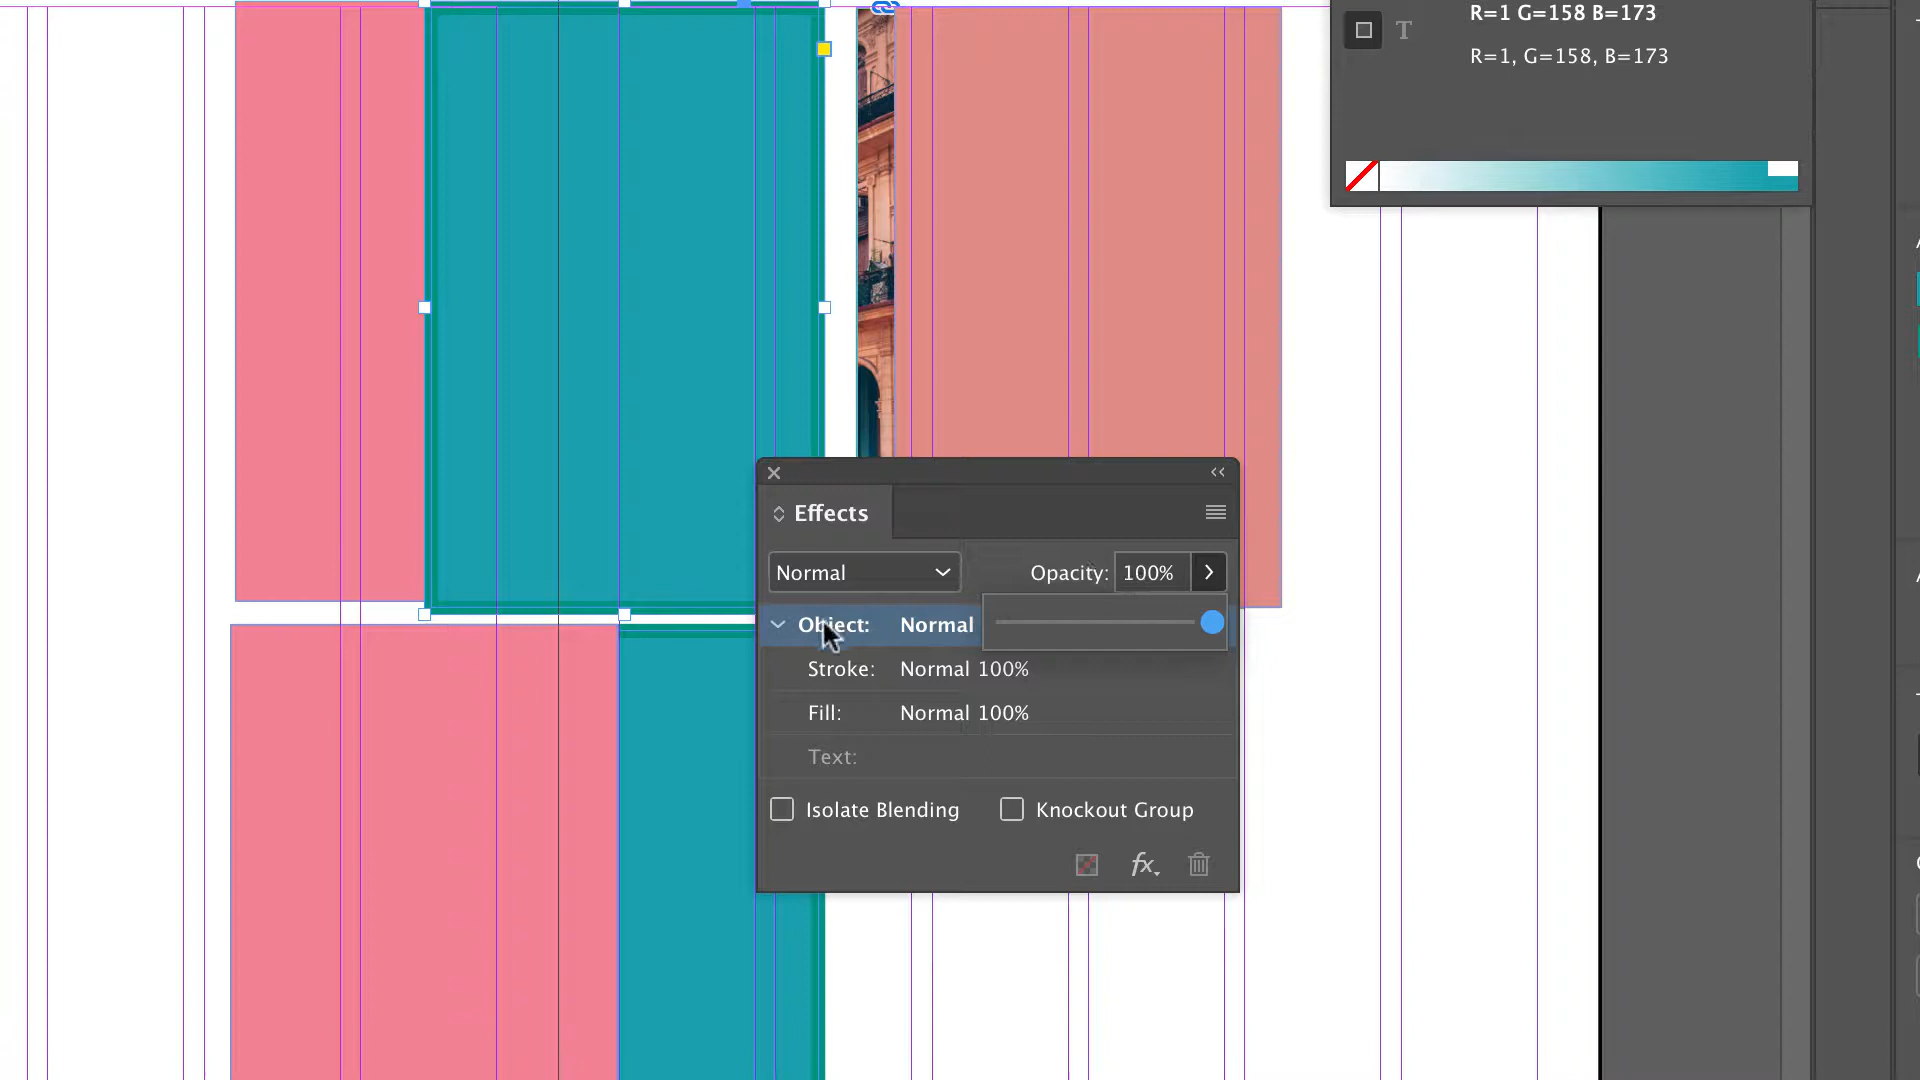 R=1 G=158 B=173
T
R=1, G=158, B=173
Effects
Normal
Opacity: 100%
Object: Normal
Stroke: Normal 100%
Fill: Normal 100%
Text:
Isolate Blending
Knockout Group
fx